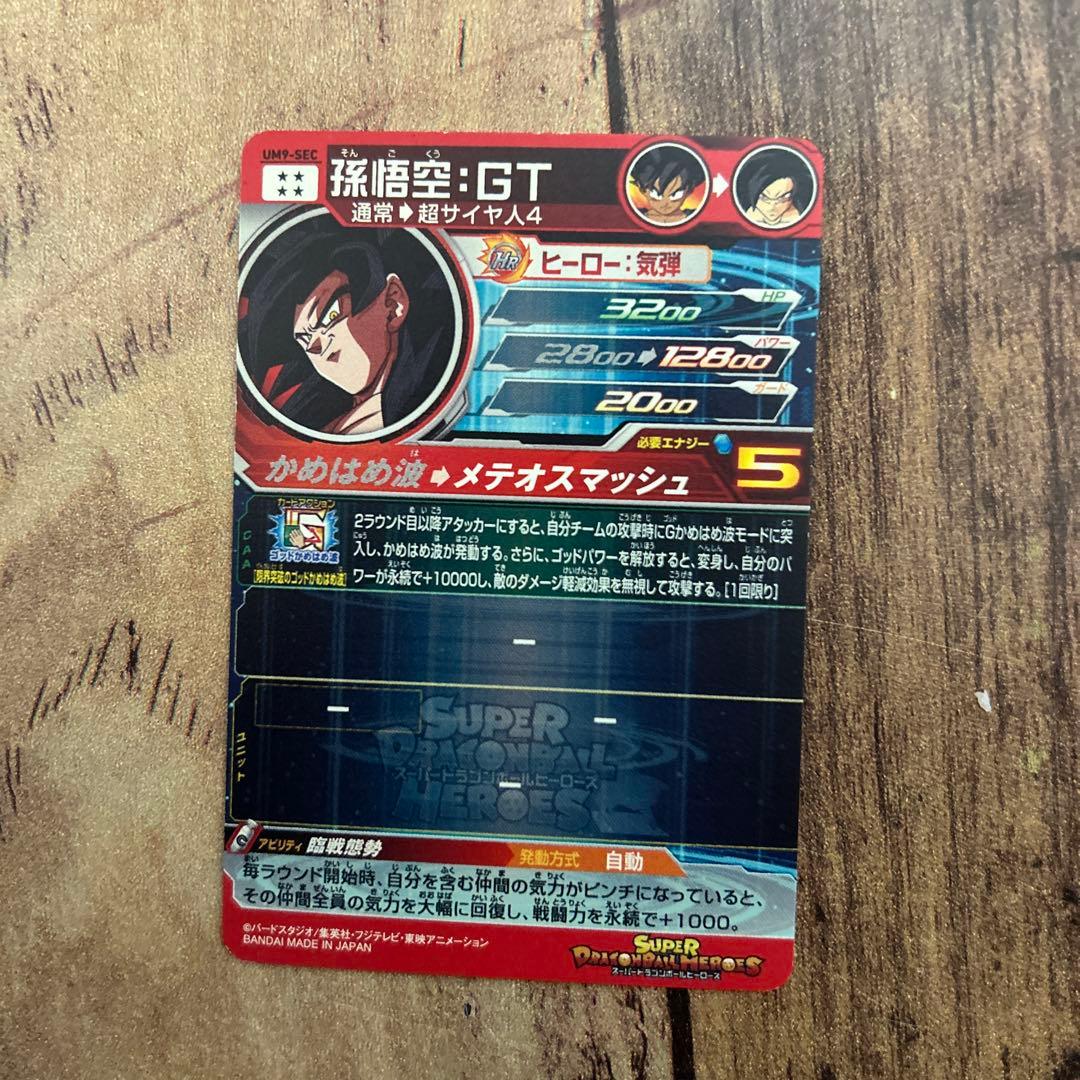 UM9-SEC
孫悟空:GT
そん ご くう
通常➡超サイヤ人4
HR ヒーロー:気弾
HP
3200
パワー
2800➡12800
ガード
2000
必要エナジー 5
かめはめ波➡メテオスマッシュ
は
CAA
カードアクション
ゴッドかめはめ波
[限界突破のゴッドかめはめ波]
2ラウンド目以降アタッカーにすると、自分チームの攻撃時にGかめはめ波モードに突
入し、かめはめ波が発動する。さらに、ゴッドパワーを解放すると、変身し、自分のパ
ワーが永続で+10000し、敵のダメージ軽減効果を無視して攻撃する。[1回限り]
ー
ユニット
ー
ー
ー
SUPER
DRAGONBALL
スーパードラゴンボールヒーローズ
HEROES
アビリティ 臨戦態勢
発動方式 自動
毎ラウンド開始時、自分を含む仲間の気力がピンチになっていると、
その仲間全員の気力を大幅に回復し、戦闘力を永続で+1000。
©バードスタジオ/集英社・フジテレビ・東映アニメーション
BANDAI MADE IN JAPAN
SUPER
DRAGONBALL HEROES
スーパードラゴンボールヒーローズ